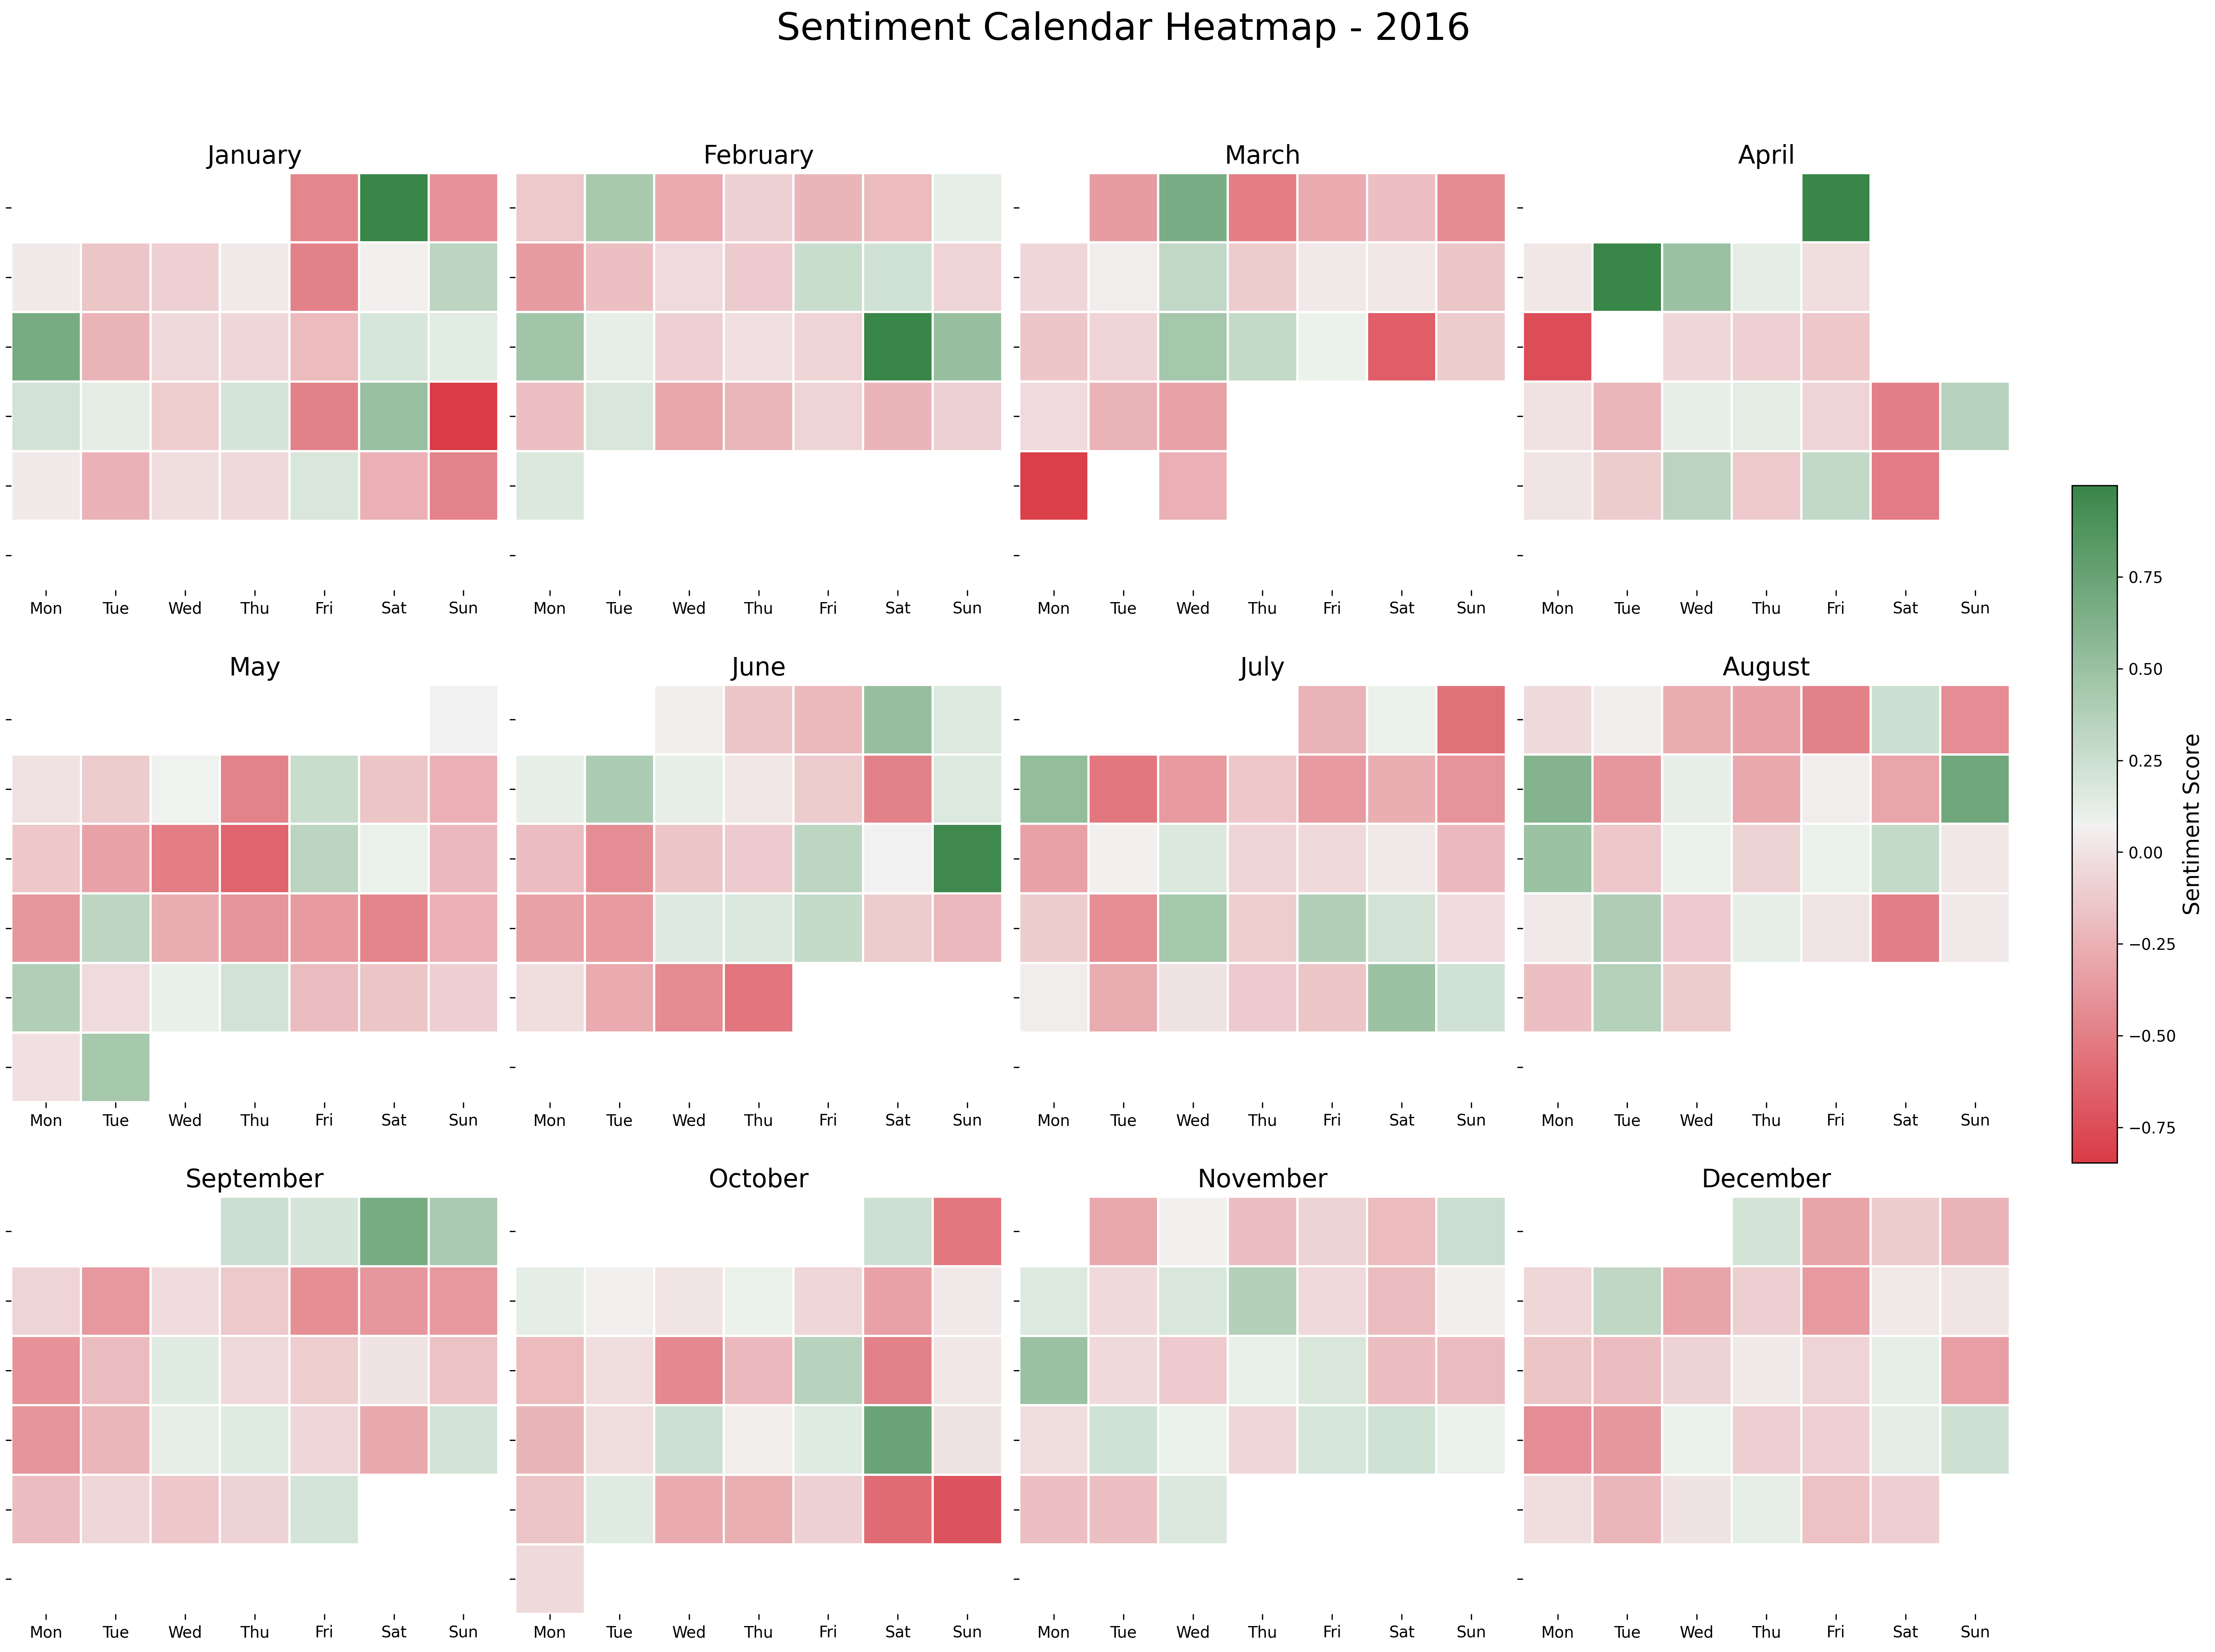 Sentiment Calendar Heatmap - 2016
January
February
March
April
Mon Tue Wed Thu Fri Sat Sun
Mon Tue Wed Thu Fri Sat Sun
Mon Tue Wed Thu Fri Sat Sun
Mon Tue Wed Thu Fri Sat Sun
May
June
July
August
Mon Tue Wed Thu Fri Sat Sun
Mon Tue Wed Thu Fri Sat Sun
Mon Tue Wed Thu Fri Sat Sun
Mon Tue Wed Thu Fri Sat Sun
September
October
November
December
Mon Tue Wed Thu Fri Sat Sun
Mon Tue Wed Thu Fri Sat Sun
Mon Tue Wed Thu Fri Sat Sun
Mon Tue Wed Thu Fri Sat Sun
0.75
0.50
0.25
0.00
−0.25
−0.50
−0.75
Sentiment Score